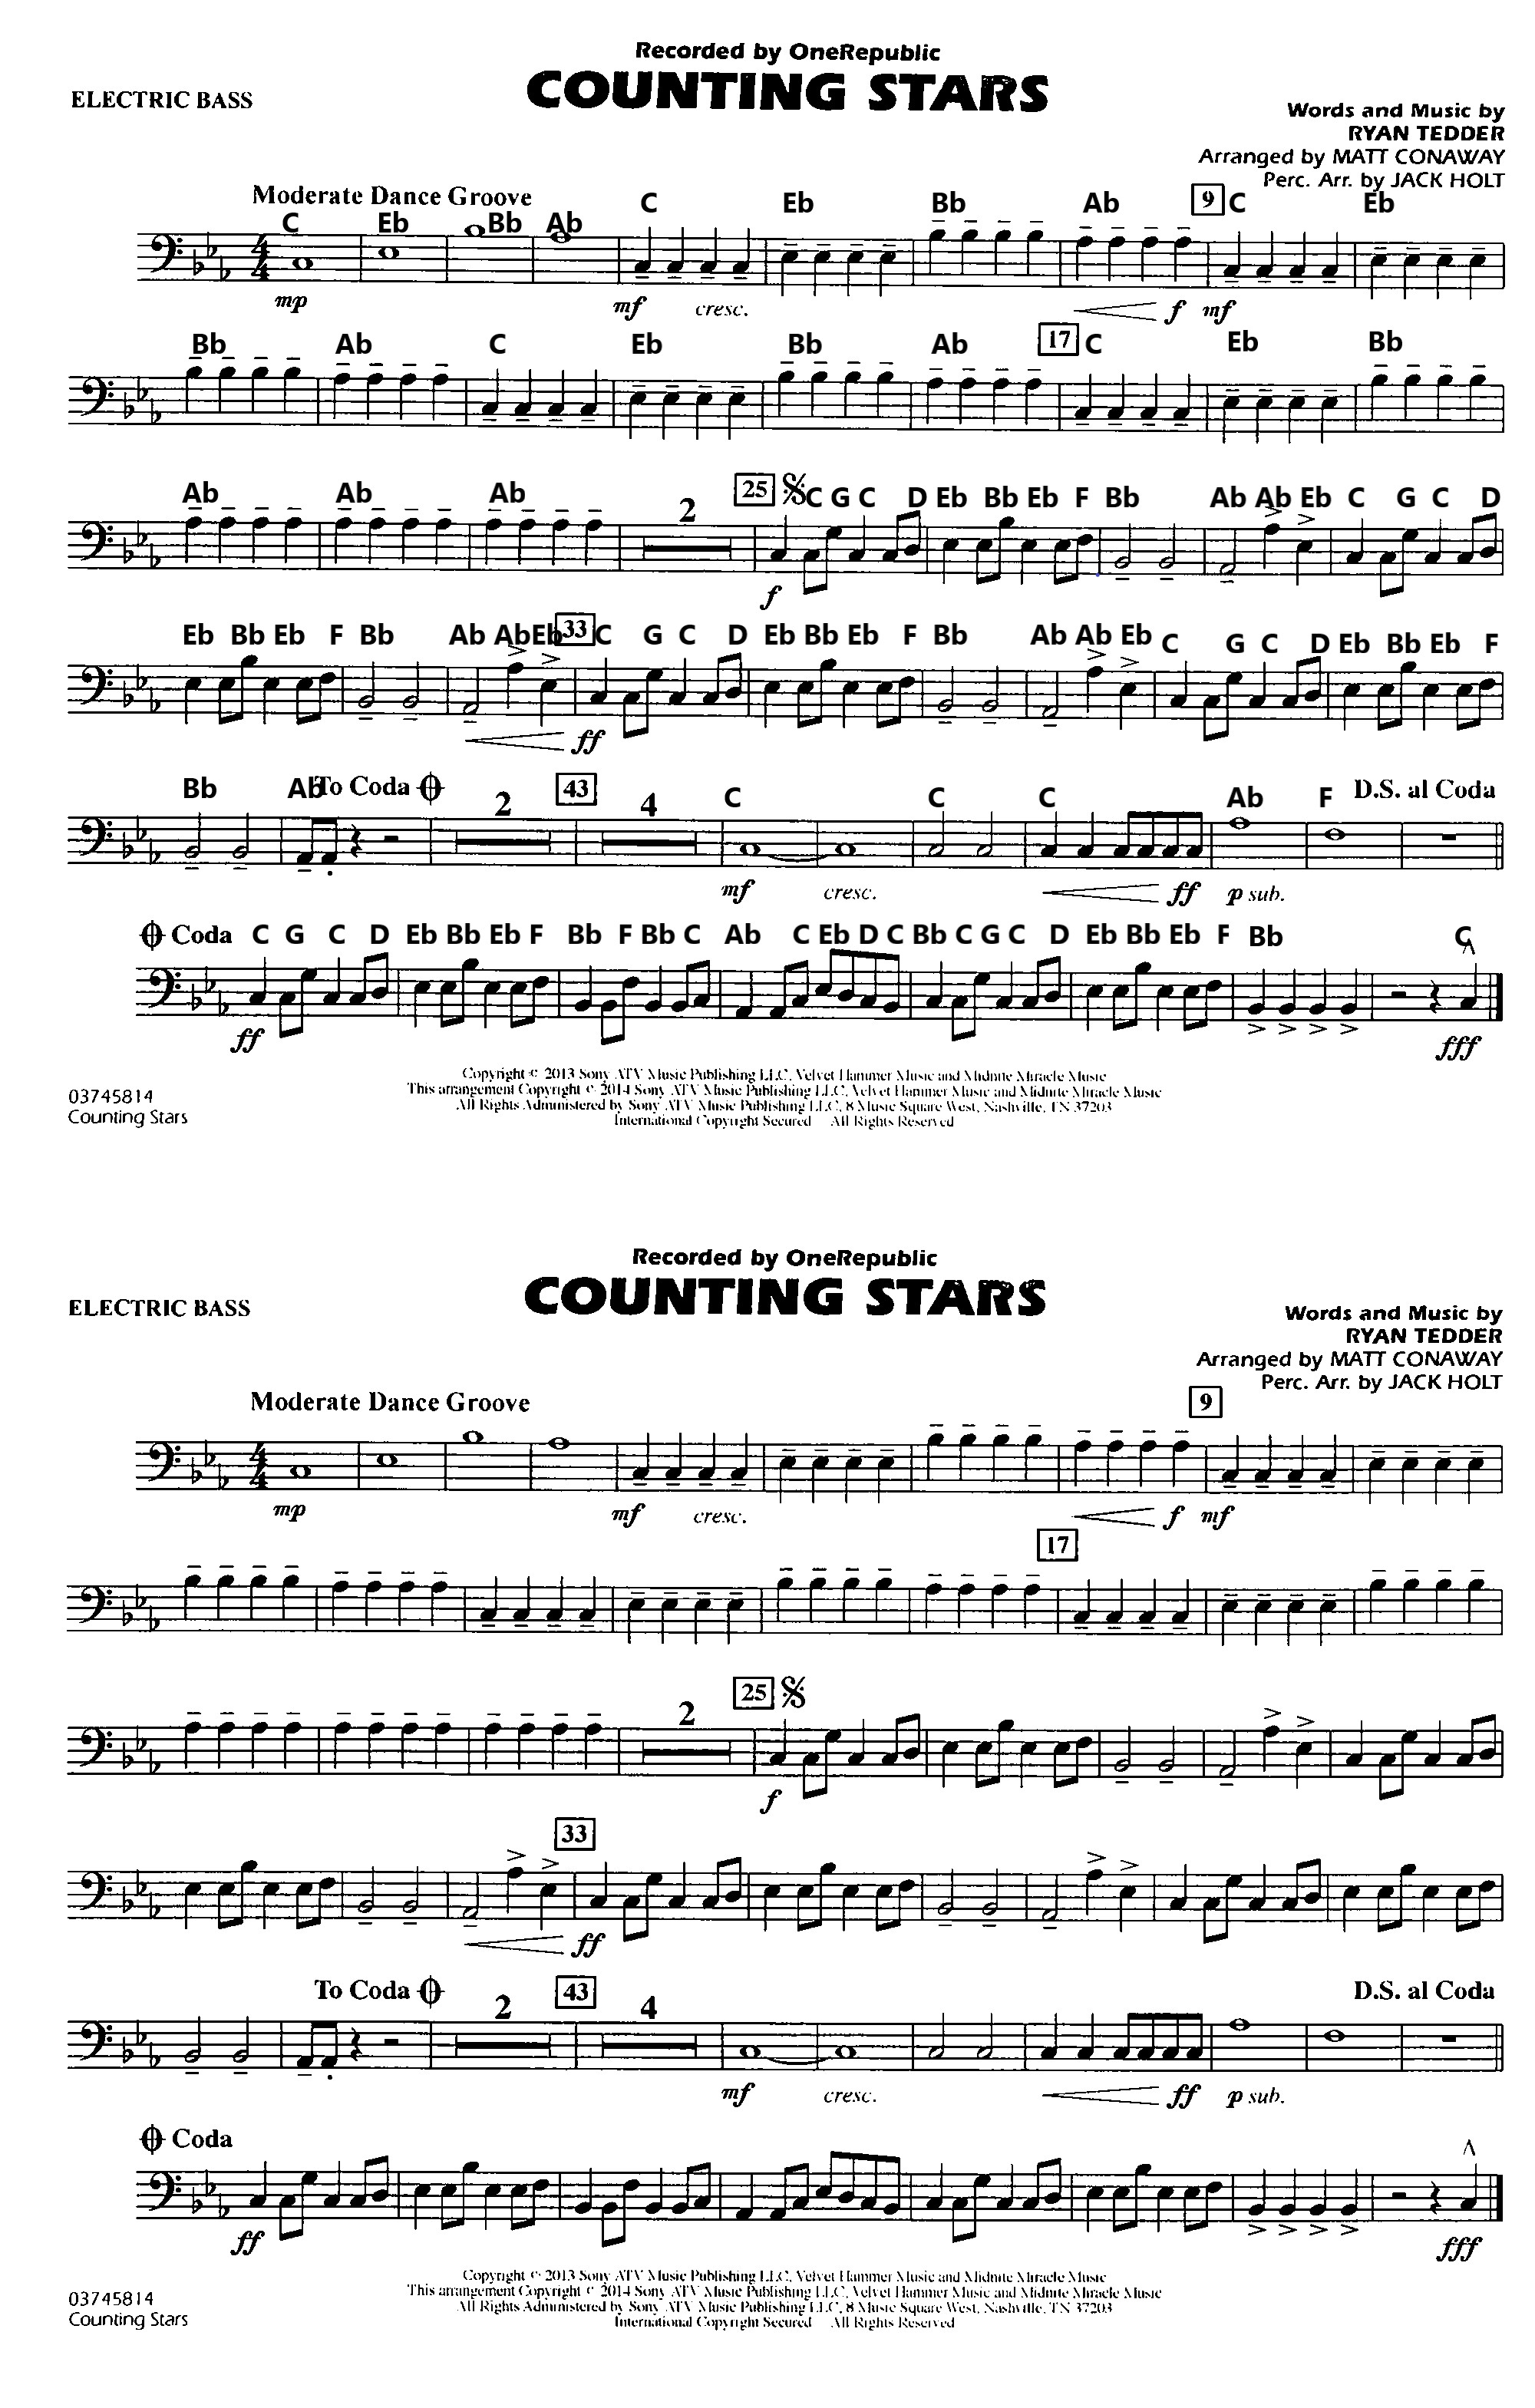 Recorded by OneRepublic
COUNTING STARS
ELECTRIC BASS
Words and Music by
RYAN TEDDER
Arranged by MATT CONAWAY
Perc. Arr. by JACK HOLT
Moderate Dance Groove
C Eb Bb Ab C Eb Bb Ab 9 C Eb
mp mf cresc. f mf
Bb Ab C Eb Bb Ab 17 C Eb Bb
Ab Ab Ab 2 25 C G C D Eb Bb Eb F Bb Ab Ab Eb C G C D
f
Eb Bb Eb F Bb Ab Ab Eb 33 C G C D Eb Bb Eb F Bb Ab Ab Eb C G C D Eb Bb Eb F
ff
Bb Ab To Coda 2 43 4 C C C Ab F D.S. al Coda
mf cresc. ff p sub.
Coda C G C D Eb Bb Eb F Bb F Bb C Ab C Eb D C Bb C G C D Eb Bb Eb F Bb C
ff fff
Copyright © 2013 Sony ATV Music Publishing LLC, Velvet Hammer Music and Midnite Miracle Music
This arrangement Copyright © 2014 Sony ATV Music Publishing LLC, Velvet Hammer Music and Midnite Miracle Music
All Rights Administered by Sony ATV Music Publishing LLC, 8 Music Square West, Nashville, TN 37203
International Copyright Secured All Rights Reserved
03745814
Counting Stars
Recorded by OneRepublic
COUNTING STARS
ELECTRIC BASS
Words and Music by
RYAN TEDDER
Arranged by MATT CONAWAY
Perc. Arr. by JACK HOLT
Moderate Dance Groove
9
mp mf cresc. f mf
17
2 25
f
33
ff
To Coda 2 43 4 D.S. al Coda
mf cresc. ff p sub.
Coda
ff fff
Copyright © 2013 Sony ATV Music Publishing LLC, Velvet Hammer Music and Midnite Miracle Music
This arrangement Copyright © 2014 Sony ATV Music Publishing LLC, Velvet Hammer Music and Midnite Miracle Music
All Rights Administered by Sony ATV Music Publishing LLC, 8 Music Square West, Nashville, TN 37203
International Copyright Secured All Rights Reserved
03745814
Counting Stars